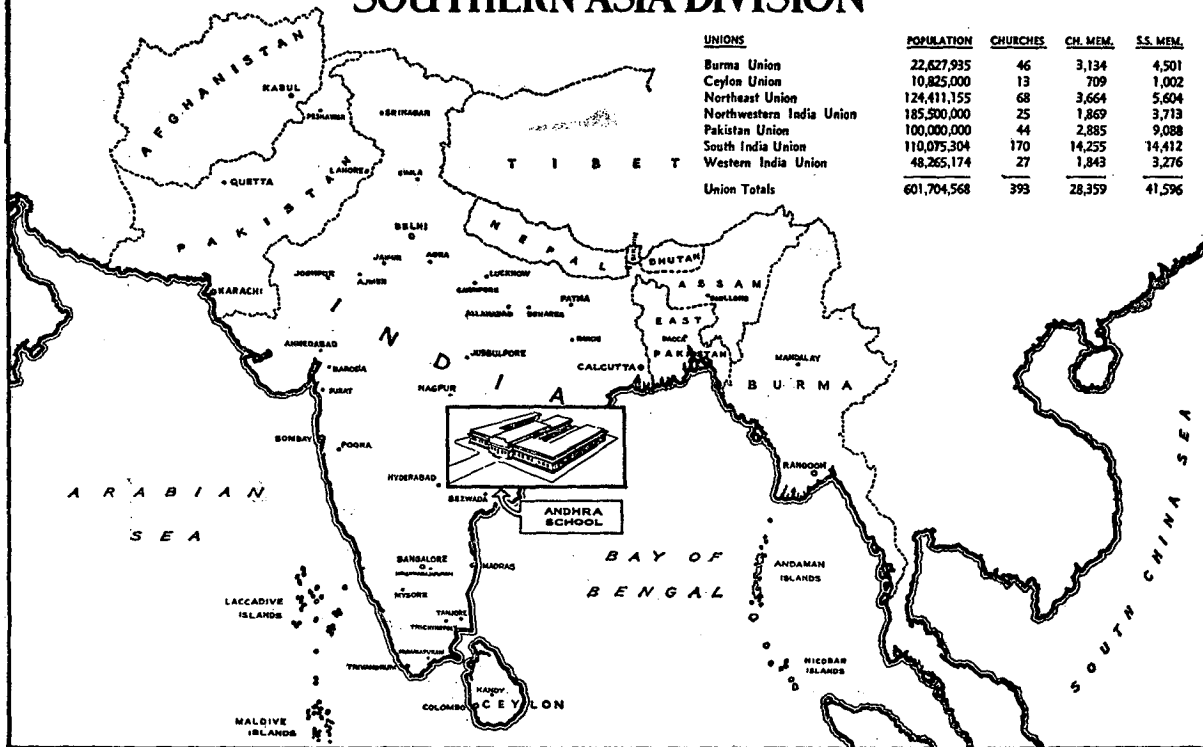 SOUTHERN ASIA DIVISION
UNIONS POPULATION CHURCHES CH. MEM. S.S. MEM.
Burma Union 22,627,935 46 3,134 4,501
Ceylon Union 10,825,000 13 709 1,002
Northeast Union 124,411,155 68 3,664 5,604
Northwestern India Union 185,500,000 25 1,869 3,713
Pakistan Union 100,000,000 44 2,885 9,088
South India Union 110,075,304 170 14,255 14,412
Western India Union 48,265,174 27 1,843 3,276
Union Totals 601,704,568 393 28,359 41,596
AFGHANISTAN
KABUL
PESHAWAR
SRINAGAR
TIBET
LAHORE
SIMLA
QUETTA
PAKISTAN
DELHI
NEPAL
BHUTAN
JAIPUR
AGRA
JODHPUR
AJMER
LUCKNOW
CAWNPORE
ASSAM
SHILLONG
KARACHI
ALLAHABAD
BENARES
PATNA
EAST
PAKISTAN
DACCA
INDIA
RANCHI
AHMEDABAD
JUBBULPORE
CALCUTTA
MANDALAY
BARODA
SURAT
NAGPUR
BURMA
BOMBAY
POONA
RANGOON
HYDERABAD
BEZWADA
ANDHRA
SCHOOL
ARABIAN
SEA
BAY OF
BENGAL
SOUTH CHINA SEA
ANDAMAN
ISLANDS
BANGALORE
MADRAS
LACCADIVE
ISLANDS
MYSORE
TANJORE
TRIVANDRUM
NICOBAR
ISLANDS
KANDY
COLOMBO
CEYLON
MALDIVE
ISLANDS